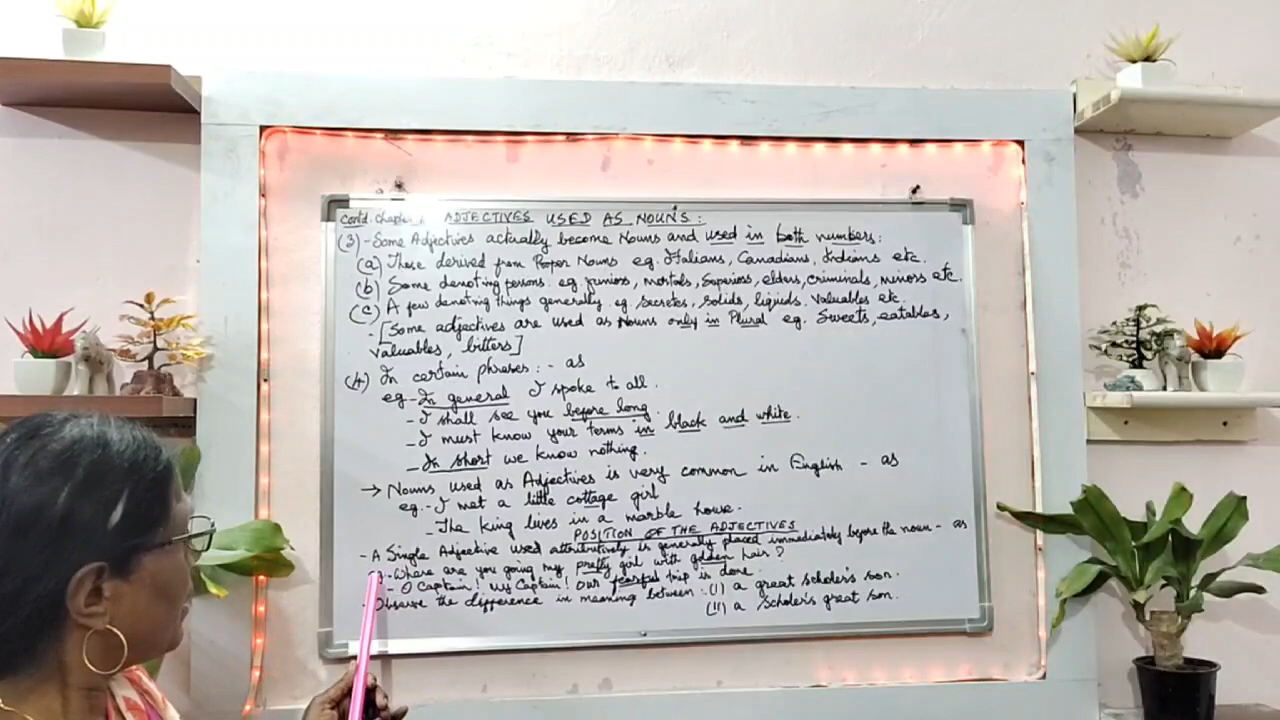 contd. Chapter ADJECTIVES USED AS NOUNS:
(3) - Some Adjectives actually become Nouns and used in both numbers:
(a) These derived from Proper Nouns eg. Italians, Canadians, Indians etc.
(b) Some denoting persons. eg. juniors, mortals, superiors, elders, criminals, minors etc.
(c) A few denoting things generally. eg. Secretes, Solids, liquids, valuables etc.
-[Some adjectives are used as Nouns only in Plural eg. Sweets, eatables,
valuables, bitters]
(4) In certain phrases: - as
eg - In general I spoke to all.
- I shall see you before long.
- I must know your terms in black and white.
- In short we know nothing.
→ Nouns used as Adjectives is very common in English - as
eg. - I met a little cottage girl
- The King lives in a marble house.
POSITION OF THE ADJECTIVES
- A Single Adjective used attributively is generally placed immediately before the noun - as
- Where are you going my pretty girl with golden hair?
- O Captain! My Captain! Our fearful trip is done.
- Observe the difference in meaning between: (i) a great scholer's son.
(ii) a Scholer's great son.